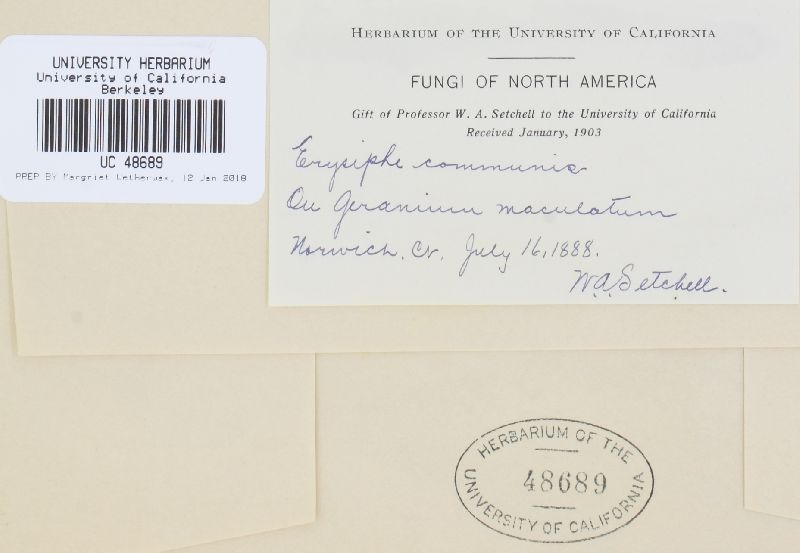 UNIVERSITY HERBARIUM
University of California
Berkeley
UC 48689
PREP BY Margriet Wetherwax, 12 Jan 2018
HERBARIUM OF THE UNIVERSITY OF CALIFORNIA
FUNGI OF NORTH AMERICA
Gift of Professor W. A. Setchell to the University of California
Received January, 1903
Erysiphe communis
On Geranium maculatum
Norwich, Ct, July 16, 1888.
W.A. Setchell.
HERBARIUM OF THE
48689
UNIVERSITY OF CALIFORNIA